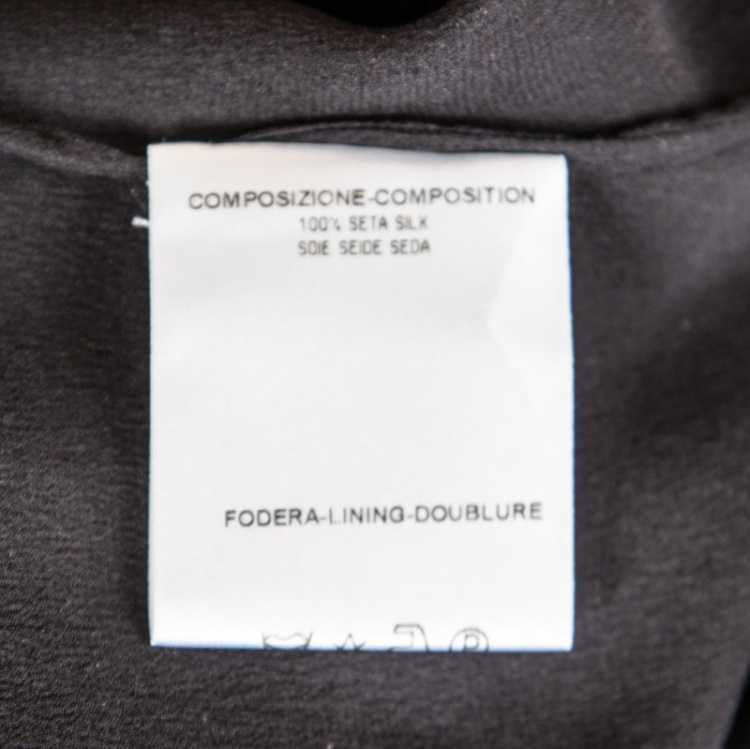 COMPOSIZIONE-COMPOSITION
100% SETA SILK
SOIE SEIDE SEDA
FODERA-LINING-DOUBLURE
P